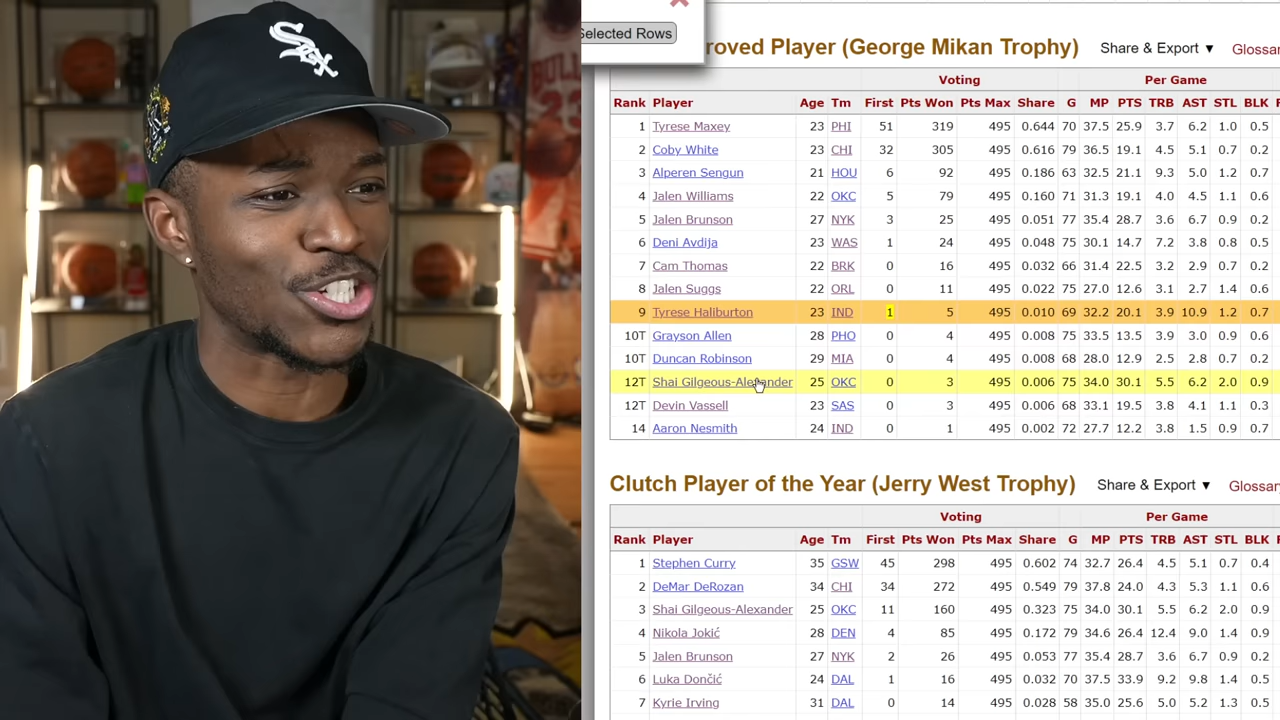 Sox
BULLS
23
Selected Rows
roved Player (George Mikan Trophy) Share & Export ▼ Glossar
Voting Per Game
Rank Player Age Tm First Pts Won Pts Max Share G MP PTS TRB AST STL BLK
1 Tyrese Maxey 23 PHI 51 319 495 0.644 70 37.5 25.9 3.7 6.2 1.0 0.5
2 Coby White 23 CHI 32 305 495 0.616 79 36.5 19.1 4.5 5.1 0.7 0.2
3 Alperen Sengun 21 HOU 6 92 495 0.186 63 32.5 21.1 9.3 5.0 1.2 0.7
4 Jalen Williams 22 OKC 5 79 495 0.160 71 31.3 19.1 4.0 4.5 1.1 0.6
5 Jalen Brunson 27 NYK 3 25 495 0.051 77 35.4 28.7 3.6 6.7 0.9 0.2
6 Deni Avdija 23 WAS 1 24 495 0.048 75 30.1 14.7 7.2 3.8 0.8 0.5
7 Cam Thomas 22 BRK 0 16 495 0.032 66 31.4 22.5 3.2 2.9 0.7 0.2
8 Jalen Suggs 22 ORL 0 11 495 0.022 75 27.0 12.6 3.1 2.7 1.4 0.6
9 Tyrese Haliburton 23 IND 1 5 495 0.010 69 32.2 20.1 3.9 10.9 1.2 0.7
10T Grayson Allen 28 PHO 0 4 495 0.008 75 33.5 13.5 3.9 3.0 0.9 0.6
10T Duncan Robinson 29 MIA 0 4 495 0.008 68 28.0 12.9 2.5 2.8 0.7 0.2
12T Shai Gilgeous-Alexander 25 OKC 0 3 495 0.006 75 34.0 30.1 5.5 6.2 2.0 0.9
12T Devin Vassell 23 SAS 0 3 495 0.006 68 33.1 19.5 3.8 4.1 1.1 0.3
14 Aaron Nesmith 24 IND 0 1 495 0.002 72 27.7 12.2 3.8 1.5 0.9 0.7
Clutch Player of the Year (Jerry West Trophy) Share & Export ▼ Glossar
Voting Per Game
Rank Player Age Tm First Pts Won Pts Max Share G MP PTS TRB AST STL BLK
1 Stephen Curry 35 GSW 45 298 495 0.602 74 32.7 26.4 4.5 5.1 0.7 0.4
2 DeMar DeRozan 34 CHI 34 272 495 0.549 79 37.8 24.0 4.3 5.3 1.1 0.6
3 Shai Gilgeous-Alexander 25 OKC 11 160 495 0.323 75 34.0 30.1 5.5 6.2 2.0 0.9
4 Nikola Jokić 28 DEN 4 85 495 0.172 79 34.6 26.4 12.4 9.0 1.4 0.9
5 Jalen Brunson 27 NYK 2 26 495 0.053 77 35.4 28.7 3.6 6.7 0.9 0.2
6 Luka Dončić 24 DAL 1 16 495 0.032 70 37.5 33.9 9.2 9.8 1.4 0.5
7 Kyrie Irving 31 DAL 0 14 495 0.028 58 35.0 25.6 5.0 5.2 1.3 0.5